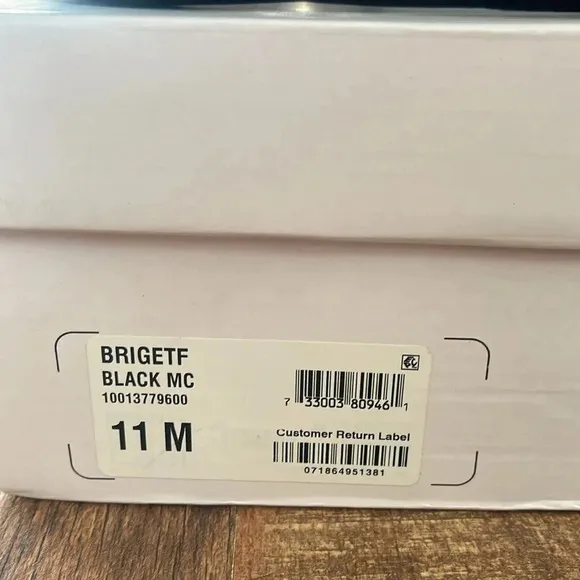 BRIGETF
BLACK MC
10013779600
11 M
7 33003 80946 1
Customer Return Label
071864951381